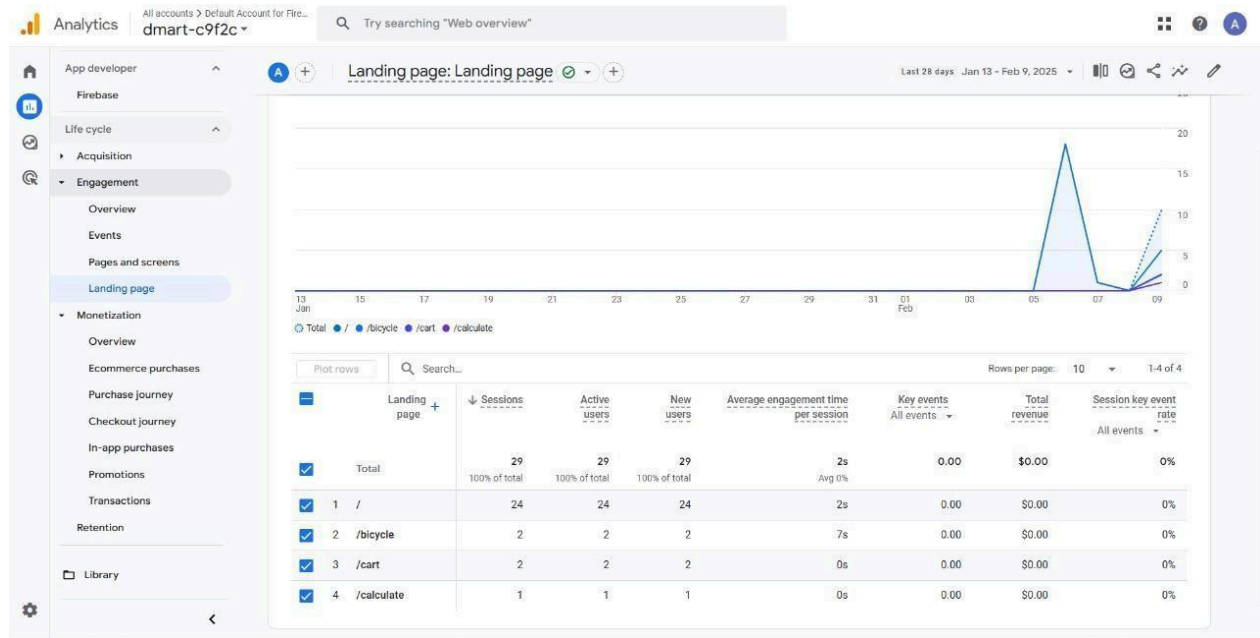 All accounts > Default Account for Fire...
Analytics
dmart-c9f2c
Try searching "Web overview"
A
App developer
Firebase
Life cycle
Acquisition
Engagement
Overview
Events
Pages and screens
Landing page
Monetization
Overview
Ecommerce purchases
Purchase journey
Checkout journey
In-app purchases
Promotions
Transactions
Retention
Library
A
Landing page: Landing page
Last 28 days Jan 13 - Feb 9, 2025
20
15
10
5
0
13 15 17 19 21 23 25 27 29 31 01 03 05 07 09
Jan Feb
Total / /bicycle /cart /calculate
Plot rows Search... Rows per page: 10 1-4 of 4
Landing page + Sessions Active users New users Average engagement time per session Key events Total revenue Session key event rate
All events All events
Total 29 29 29 2s 0.00 $0.00 0%
100% of total 100% of total 100% of total Avg 0%
1 / 24 24 24 2s 0.00 $0.00 0%
2 /bicycle 2 2 2 7s 0.00 $0.00 0%
3 /cart 2 2 2 0s 0.00 $0.00 0%
4 /calculate 1 1 1 0s 0.00 $0.00 0%